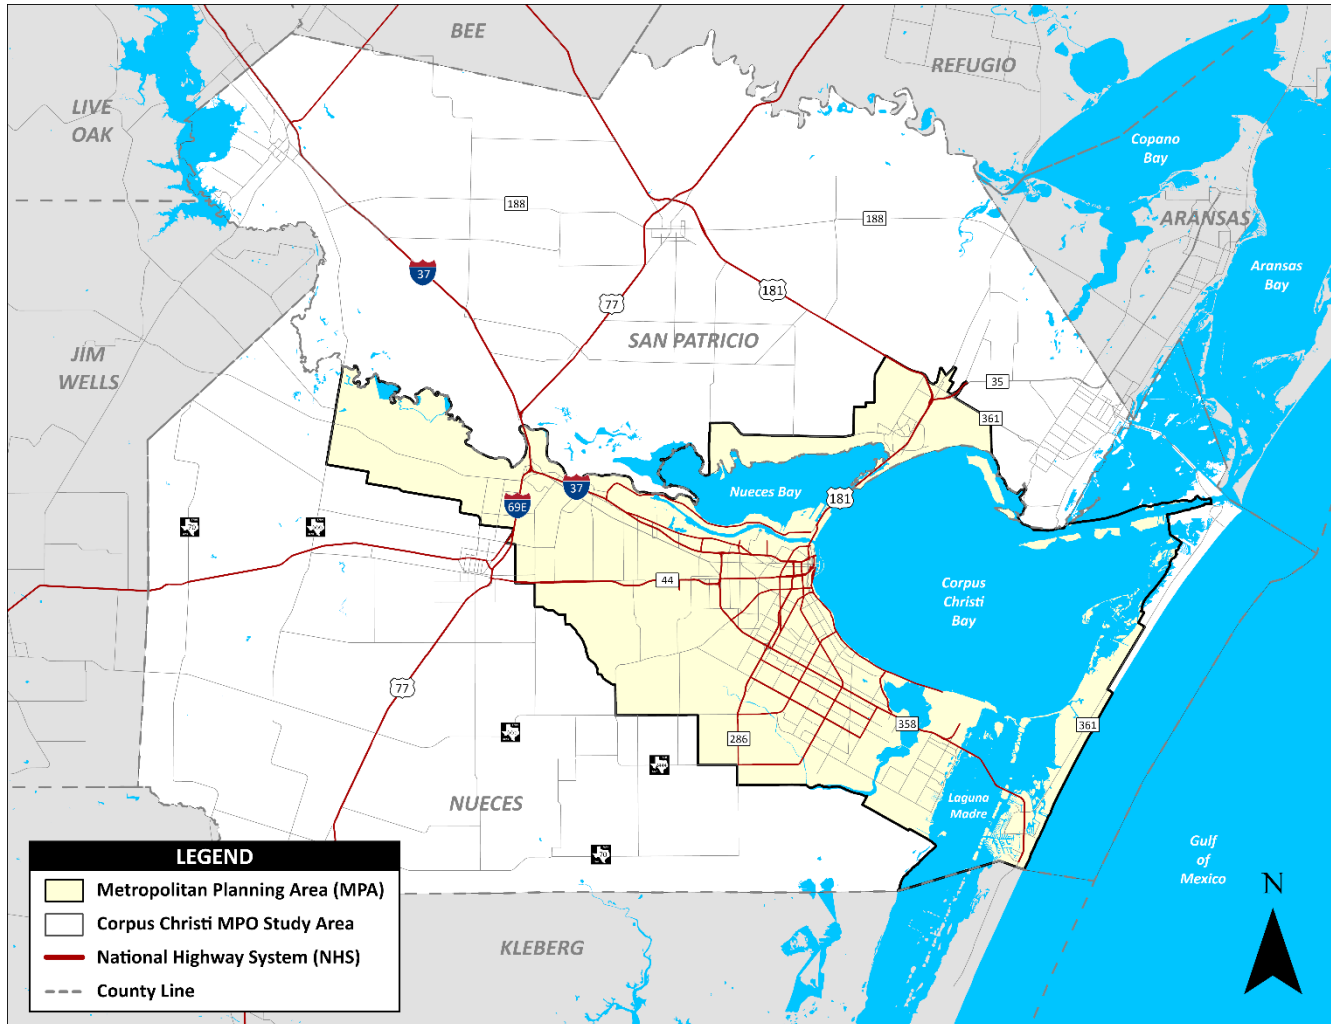 BEE
REFUGIO
LIVE
OAK
Copano
Bay
188
188
ARANSAS
Aransas
Bay
37
181
77
SAN PATRICIO
JIM
WELLS
35
361
37
Nueces Bay
181
69E
44
Corpus
Christi
Bay
77
358
361
286
NUECES
Laguna
Madre
70
Gulf
of
Mexico
N
KLEBERG
LEGEND
Metropolitan Planning Area (MPA)
Corpus Christi MPO Study Area
National Highway System (NHS)
County Line